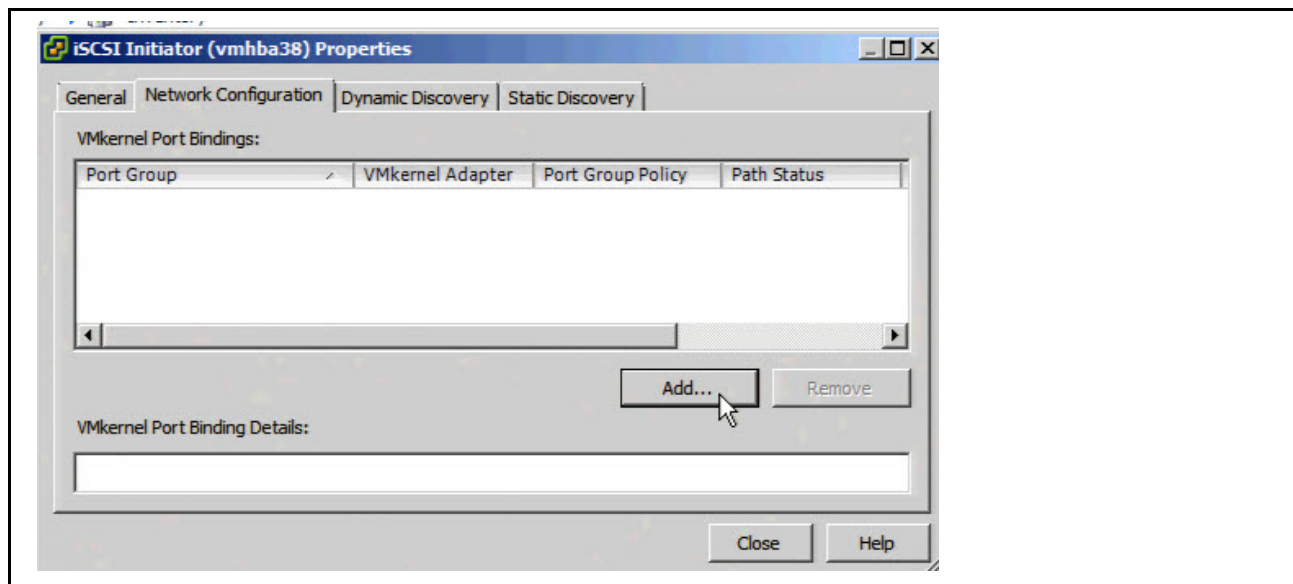 iSCSI Initiator (vmhba38) Properties
General Network Configuration Dynamic Discovery Static Discovery
VMkernel Port Bindings:
Port Group VMkernel Adapter Port Group Policy Path Status
Add... Remove
VMkernel Port Binding Details:
Close Help